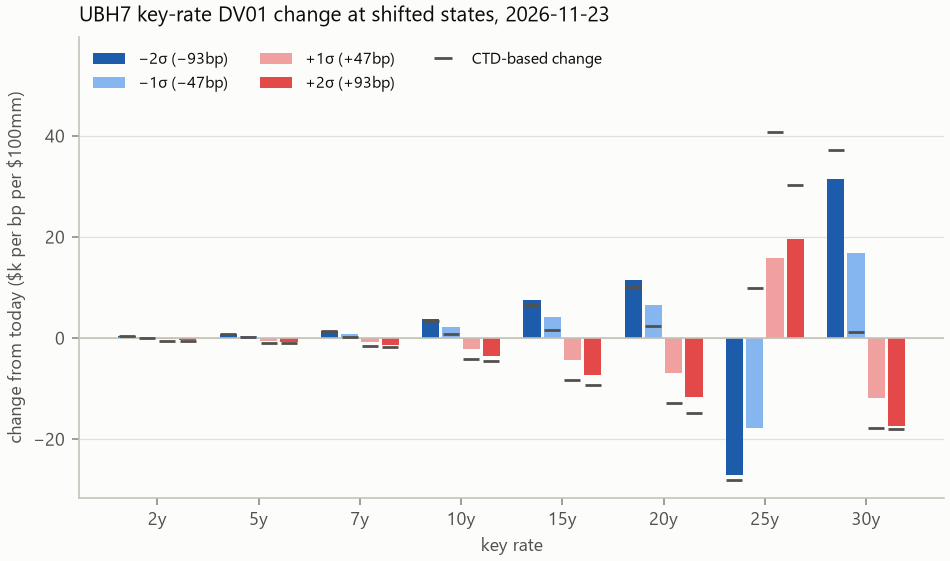 UBH7 key-rate DV01 change at shifted states, 2026-11-23
−2σ (−93bp)
+1σ (+47bp)
CTD-based change
−1σ (−47bp)
+2σ (+93bp)
change from today ($k per bp per $100mm)
40
20
0
−20
2y
5y
7y
10y
15y
20y
25y
30y
key rate